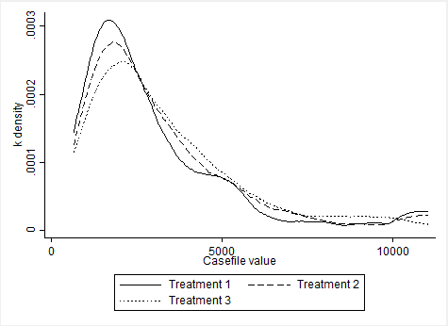 .0003
.0002
.0001
0
k density
0
5000
10000
Casefile value
Treatment 1
Treatment 2
Treatment 3